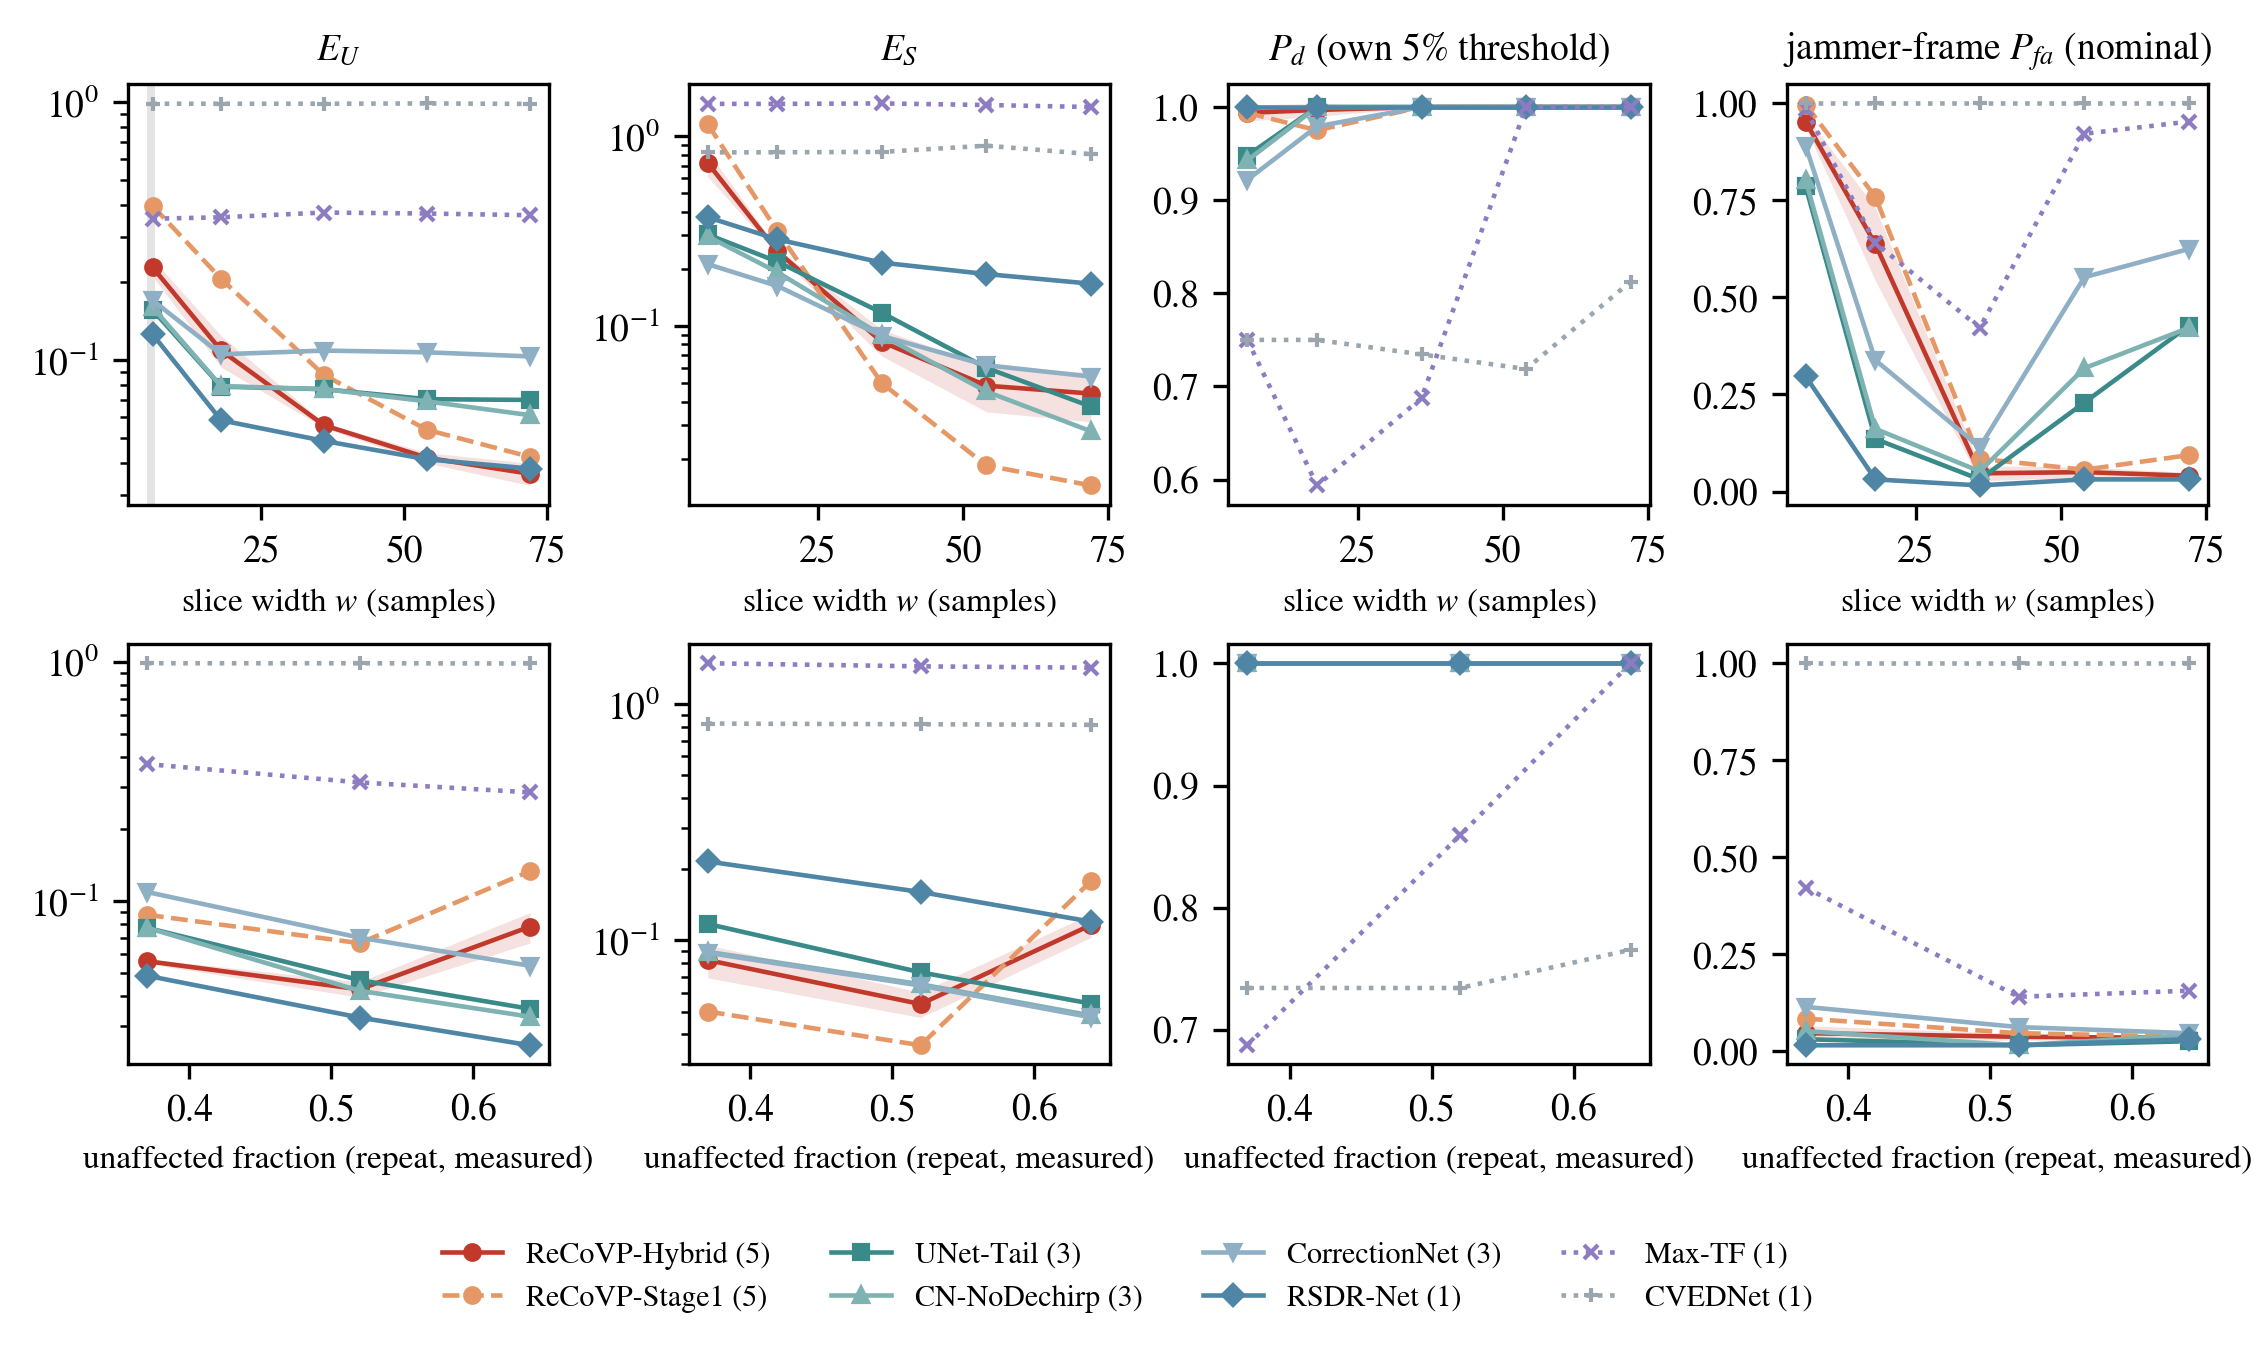 E_U
E_S
P_d (own 5% threshold)
jammer-frame P_fa (nominal)
10^0
10^−1
25 50 75
slice width w (samples)
10^0
10^−1
25 50 75
slice width w (samples)
1.0
0.9
0.8
0.7
0.6
25 50 75
slice width w (samples)
1.00
0.75
0.50
0.25
0.00
25 50 75
slice width w (samples)
10^0
10^−1
0.4 0.5 0.6
unaffected fraction (repeat, measured)
10^0
10^−1
0.4 0.5 0.6
unaffected fraction (repeat, measured)
1.0
0.9
0.8
0.7
0.4 0.5 0.6
unaffected fraction (repeat, measured)
1.00
0.75
0.50
0.25
0.00
0.4 0.5 0.6
unaffected fraction (repeat, measured)
ReCoVP-Hybrid (5)
ReCoVP-Stage1 (5)
UNet-Tail (3)
CN-NoDechirp (3)
CorrectionNet (3)
RSDR-Net (1)
Max-TF (1)
CVEDNet (1)